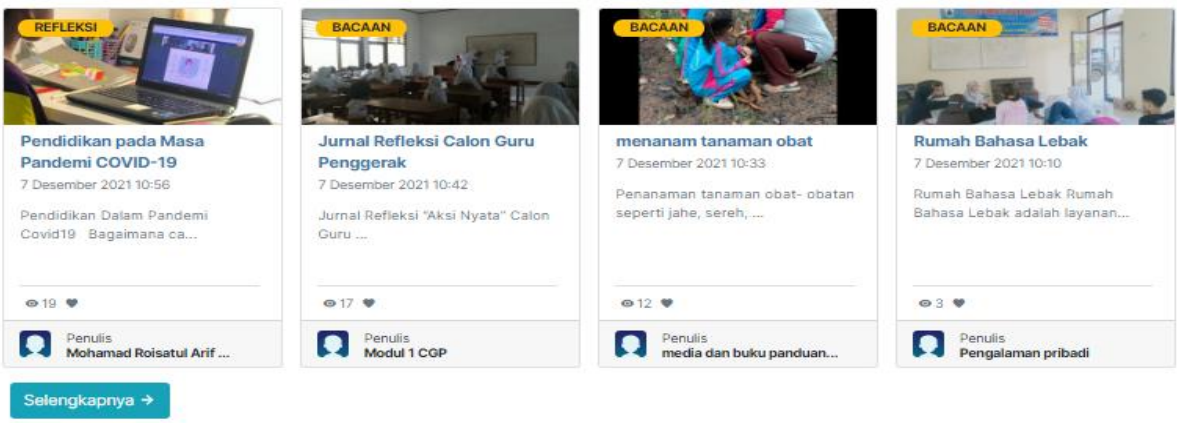 REFLEKSI
Pendidikan pada Masa
Pandemi COVID-19
7 Desember 2021 10:56
Pendidikan Dalam Pandemi
Covid19 Bagaimana ca...
19
Penulis
Mohamad Roisatul Arif ...
BACAAN
Jurnal Refleksi Calon Guru
Penggerak
7 Desember 2021 10:42
Jurnal Refleksi "Aksi Nyata" Calon
Guru ...
17
Penulis
Modul 1 CGP
BACAAN
menanam tanaman obat
7 Desember 2021 10:33
Penanaman tanaman obat- obatan
seperti jahe, sereh, ...
12
Penulis
media dan buku panduan...
BACAAN
Rumah Bahasa Lebak
7 Desember 2021 10:10
Rumah Bahasa Lebak Rumah
Bahasa Lebak adalah layanan...
3
Penulis
Pengalaman pribadi
Selengkapnya →